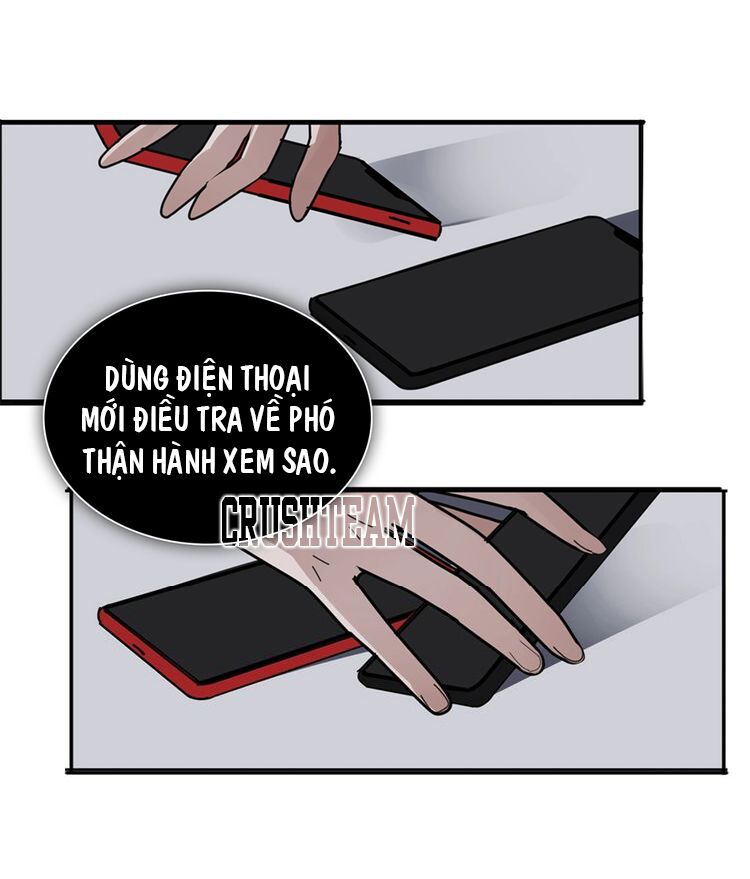 DÙNG ĐIỆN THOẠI
MỚI ĐIỀU TRA VỀ PHÓ
THẬN HÀNH XEM SAO.
CRUSHTEAM